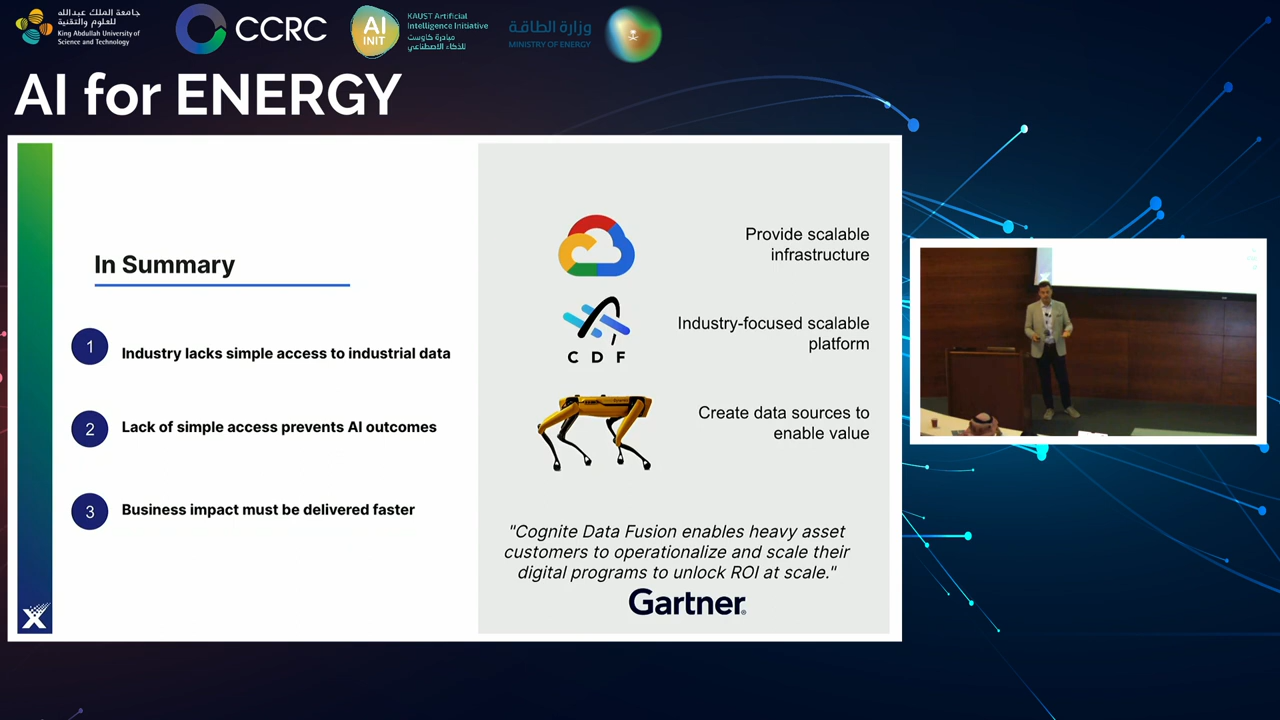 جامعة الملك عبدالله
للعلوم والتقنية
King Abdullah University of
Science and Technology
CCRC
AI
INIT
KAUST Artificial
Intelligence Initiative
مبادرة كاوست
للذكاء الاصطناعي
وزارة الطاقة
MINISTRY OF ENERGY
AI for ENERGY
In Summary
1
Industry lacks simple access to industrial data
2
Lack of simple access prevents AI outcomes
3
Business impact must be delivered faster
Provide scalable
infrastructure
CDF
Industry-focused scalable
platform
Create data sources to
enable value
"Cognite Data Fusion enables heavy asset
customers to operationalize and scale their
digital programs to unlock ROI at scale."
Gartner®